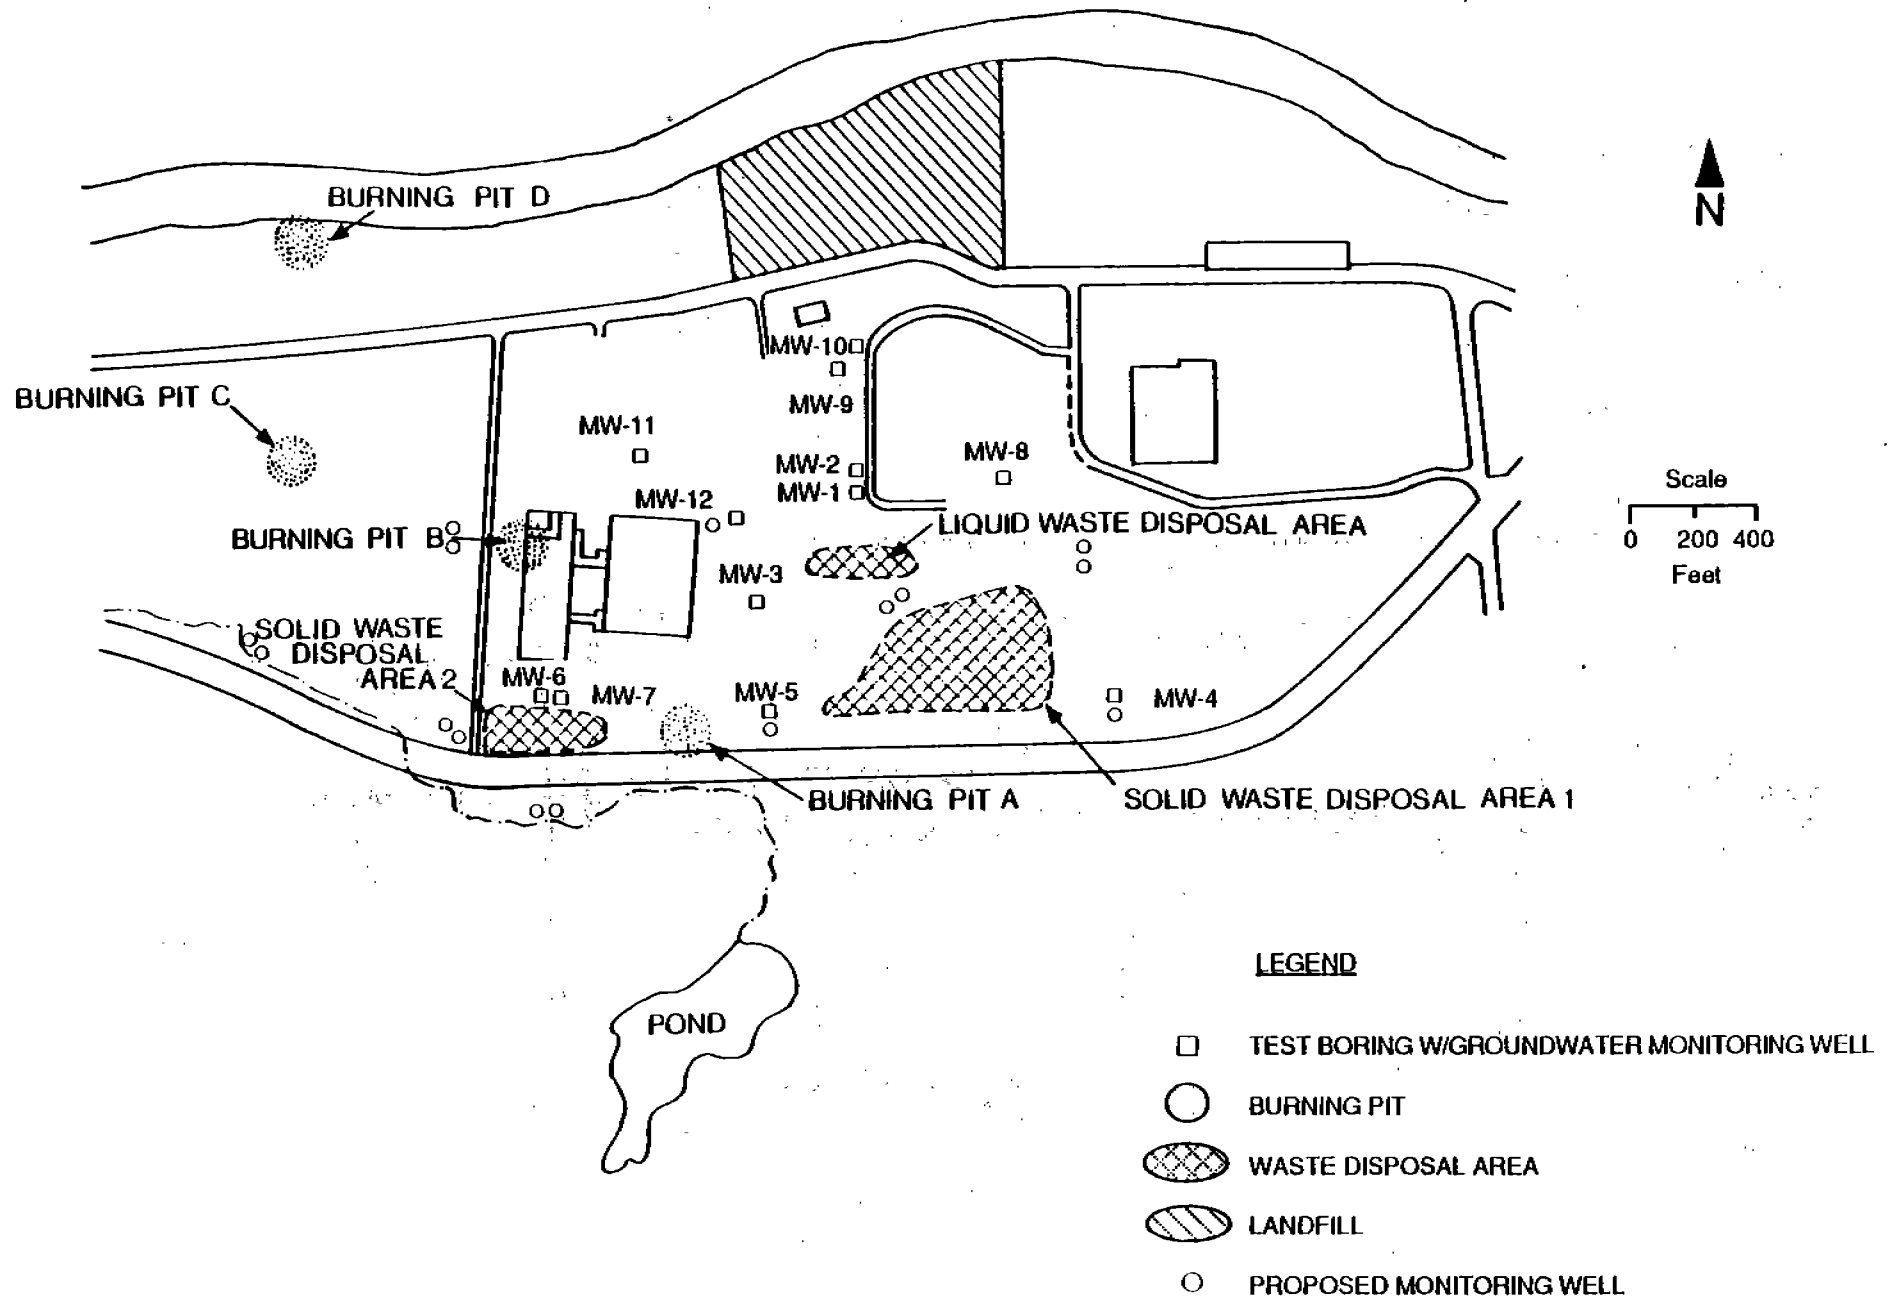 BURNING PIT D
N
MW-10
BURNING PIT C
MW-9
MW-11
MW-8
MW-2
MW-1
Scale
0 200 400
Feet
MW-12
LIQUID WASTE DISPOSAL AREA
BURNING PIT B
MW-3
SOLID WASTE
DISPOSAL
AREA 2
MW-6
MW-7
MW-5
MW-4
BURNING PIT A
SOLID WASTE DISPOSAL AREA 1
POND
LEGEND
TEST BORING W/GROUNDWATER MONITORING WELL
BURNING PIT
WASTE DISPOSAL AREA
LANDFILL
PROPOSED MONITORING WELL